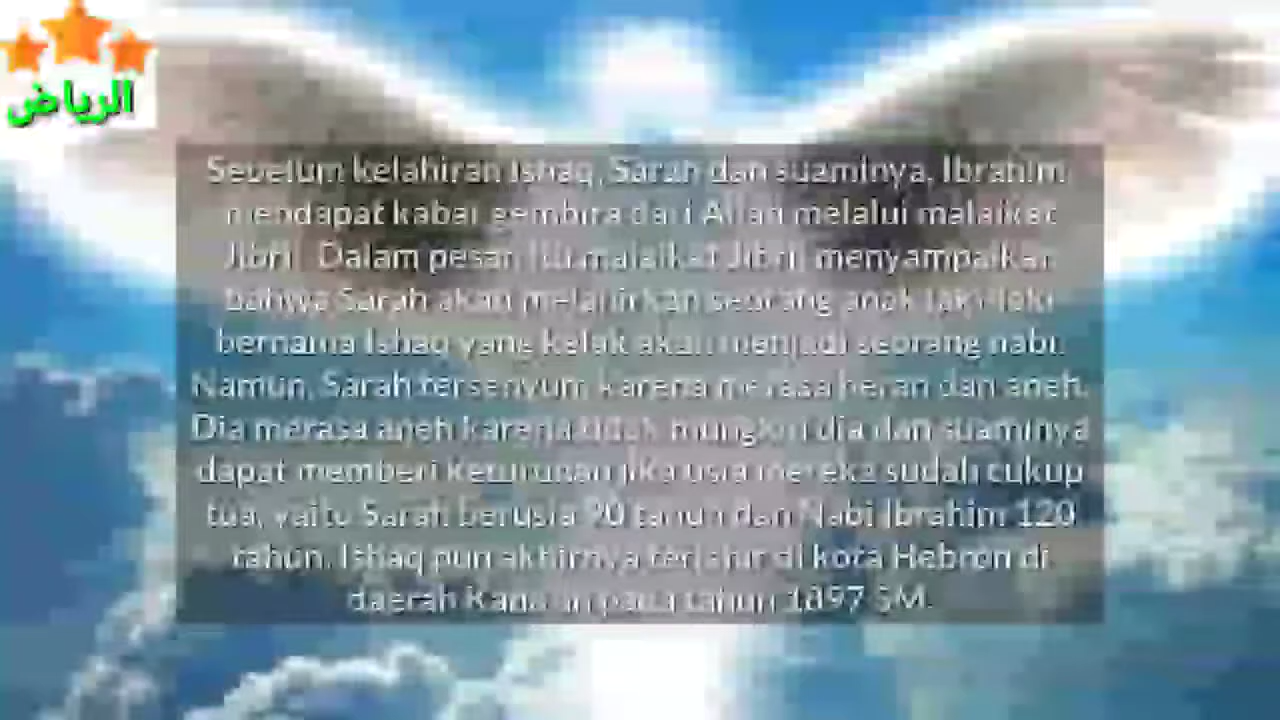 الرياض
Sebelum kelahiran Ishaq, Sarah dan suaminya, Ibrahim
mendapat kabar gembira dari Allah melalui malaikat
Jibril. Dalam pesan itu malaikat Jibril menyampaikan
bahwa Sarah akan melahirkan seorang anak laki-laki
bernama Ishaq yang kelak akan menjadi seorang nabi.
Namun, Sarah tersenyum karena merasa heran dan aneh.
Dia merasa aneh karena tidak mungkin dia dan suaminya
dapat memberi keturunan jika usia mereka sudah cukup
tua, yaitu Sarah berusia 90 tahun dan Nabi Ibrahim 120
tahun. Ishaq pun akhirnya terlahir di kota Hebron di
daerah Kana'an pada tahun 1897 SM.